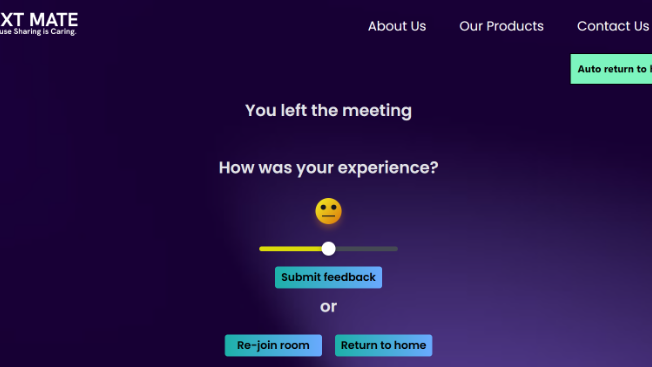 XT MATE
use Sharing is Caring.
About Us
Our Products
Contact Us
Auto return to
You left the meeting
How was your experience?
Submit feedback
or
Re-join room
Return to home